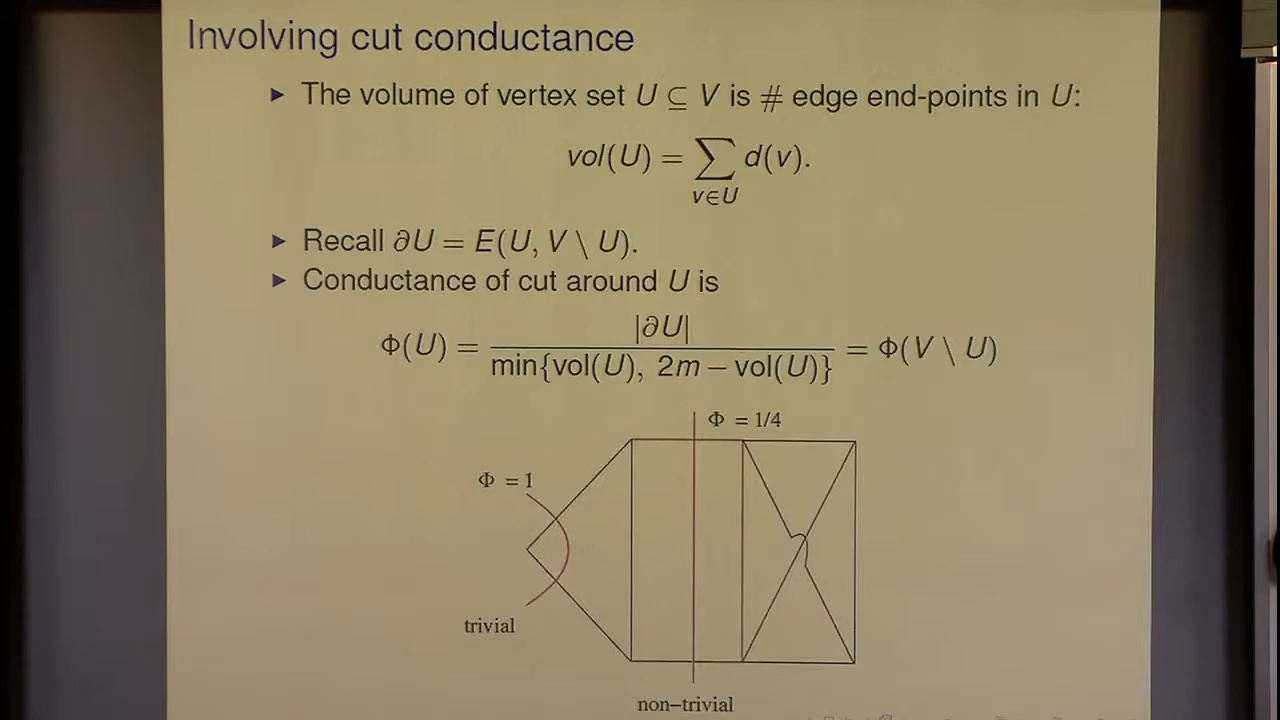 Involving cut conductance
▶ The volume of vertex set U ⊆ V is # edge end-points in U:
vol(U) = ∑ d(v).
v∈U
▶ Recall ∂U = E(U, V \ U).
▶ Conductance of cut around U is
Φ(U) = |∂U| / min{vol(U), 2m − vol(U)} = Φ(V \ U)
Φ = 1/4
Φ = 1
trivial
non−trivial